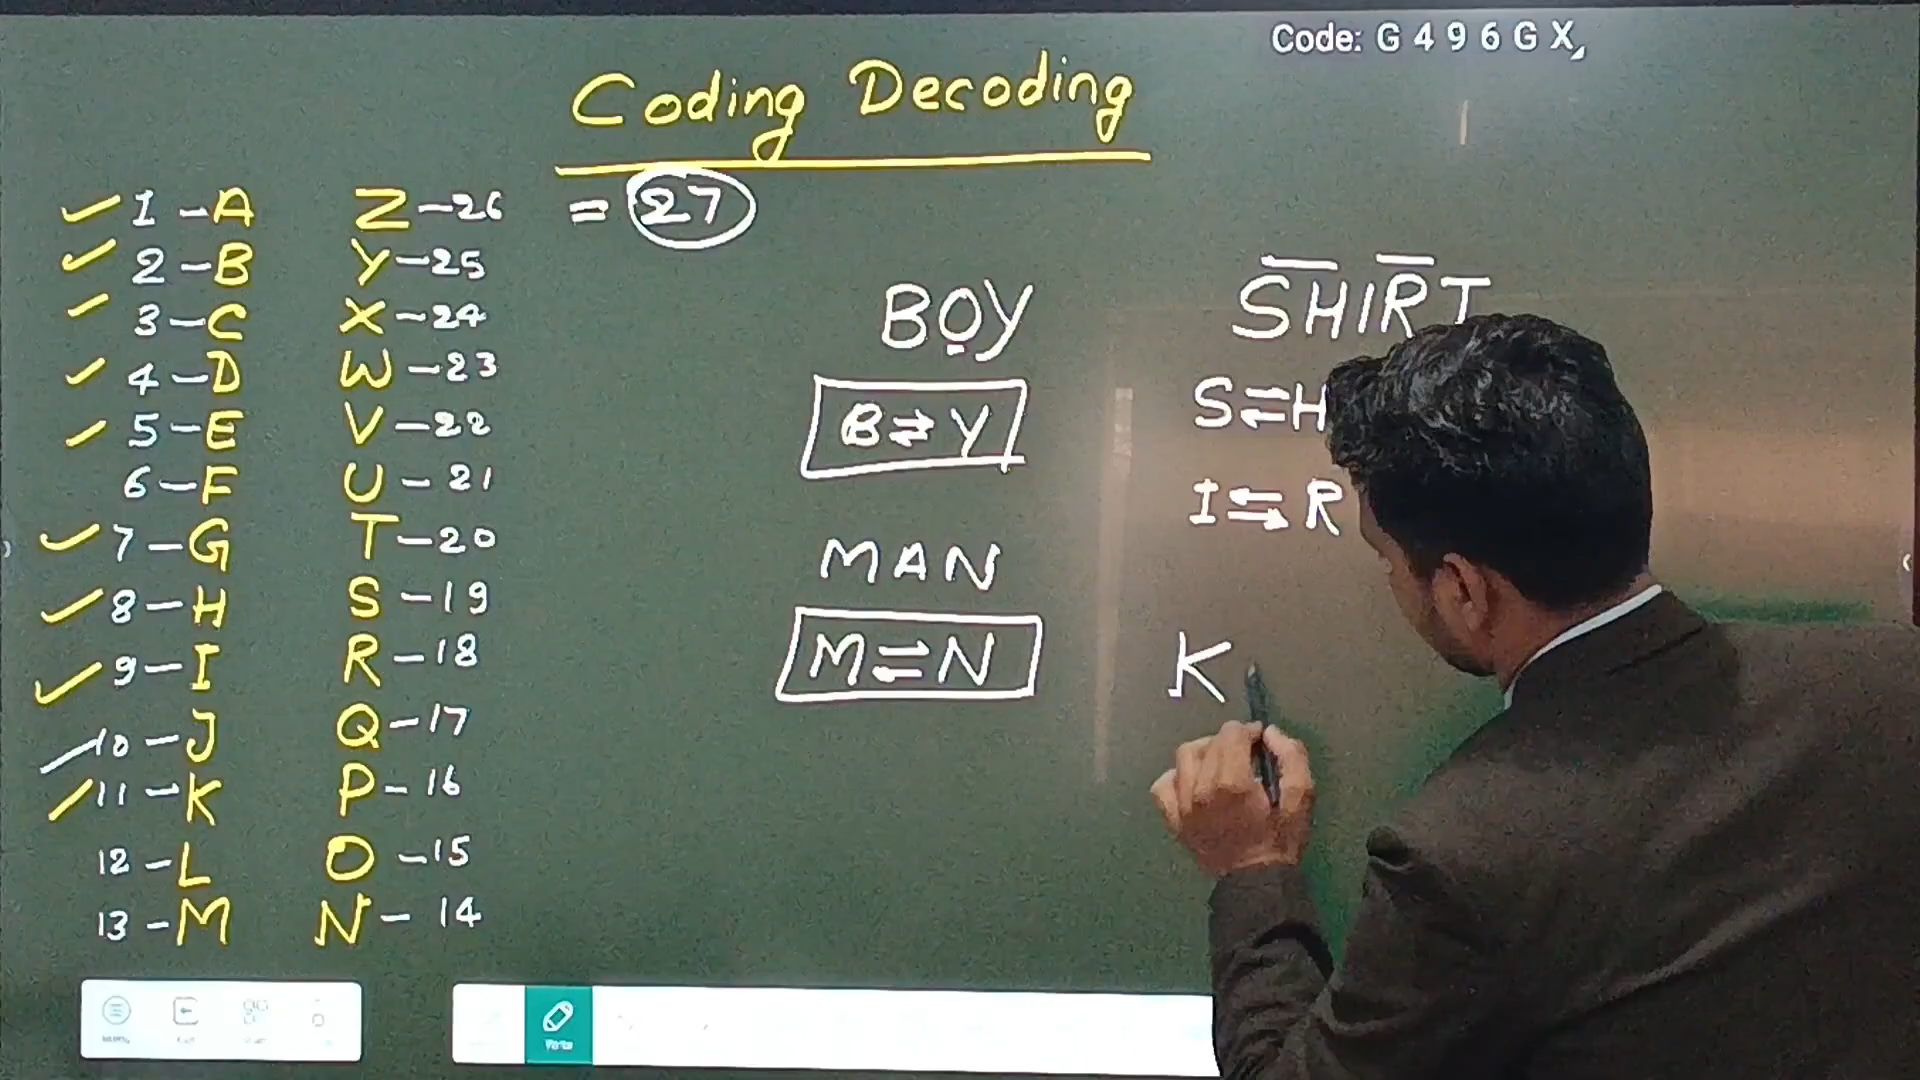 Code: G 4 9 6 G X
Coding Decoding
1 - A Z - 26 = 27
2 - B Y - 25
3 - C X - 24
4 - D W - 23
5 - E V - 22
6 - F U - 21
7 - G T - 20
8 - H S - 19
9 - I R - 18
10 - J Q - 17
11 - K P - 16
12 - L O - 15
13 - M N - 14
BOY
B ⇄ Y
MAN
M ⇄ N
SHIRT
S ⇄ H
I ⇄ R
K